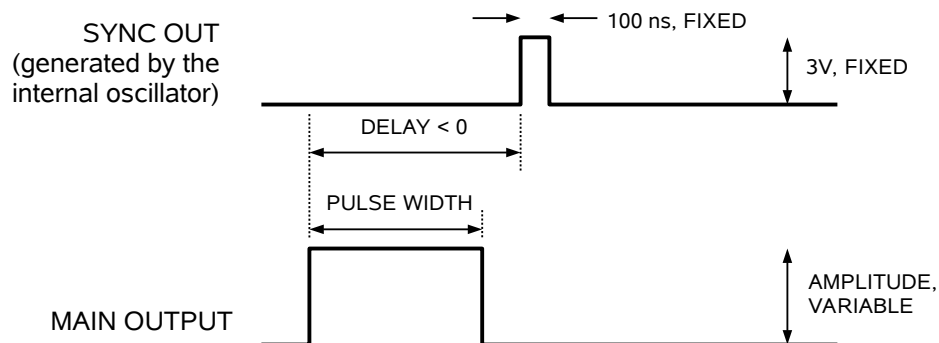 100 ns, FIXED
SYNC OUT
(generated by the
internal oscillator)
3V, FIXED
DELAY < 0
PULSE WIDTH
AMPLITUDE,
VARIABLE
MAIN OUTPUT